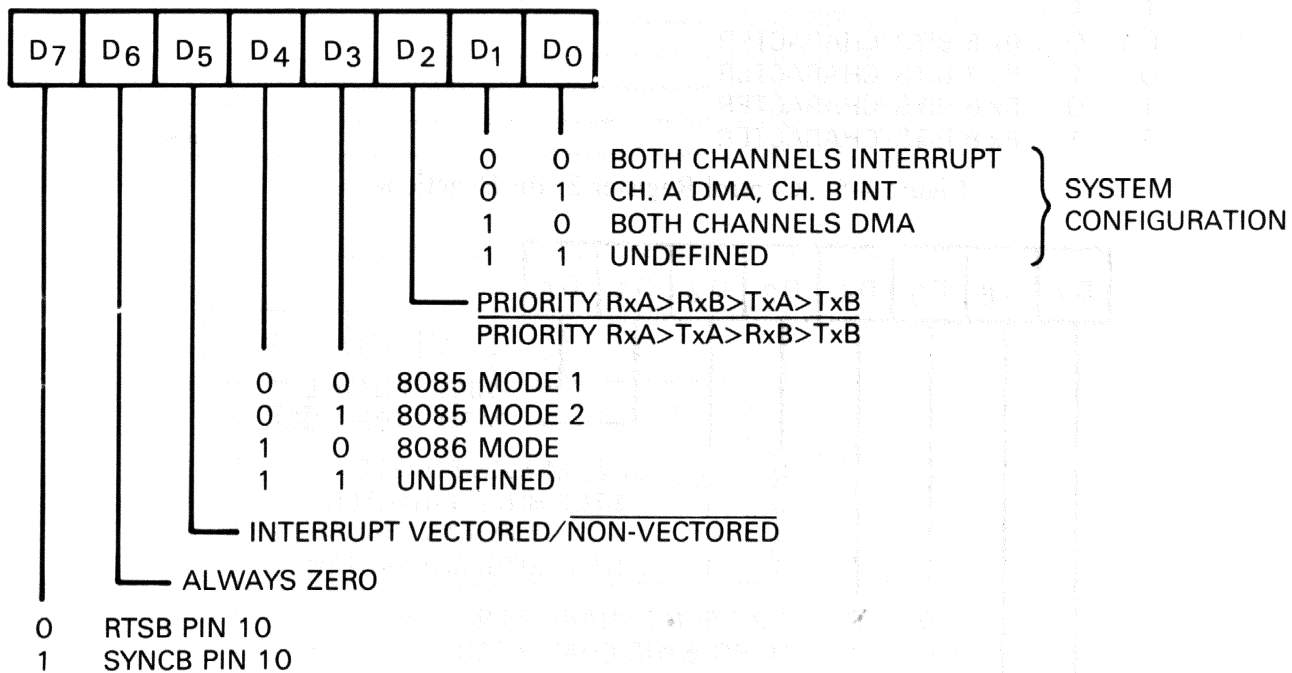 D7 D6 D5 D4 D3 D2 D1 D0
0 0 BOTH CHANNELS INTERRUPT
0 1 CH. A DMA, CH. B INT
1 0 BOTH CHANNELS DMA
1 1 UNDEFINED
SYSTEM
CONFIGURATION
PRIORITY RxA>RxB>TxA>TxB
PRIORITY RxA>TxA>RxB>TxB
0 0 8085 MODE 1
0 1 8085 MODE 2
1 0 8086 MODE
1 1 UNDEFINED
INTERRUPT VECTORED/NON-VECTORED
ALWAYS ZERO
0 RTSB PIN 10
1 SYNCB PIN 10